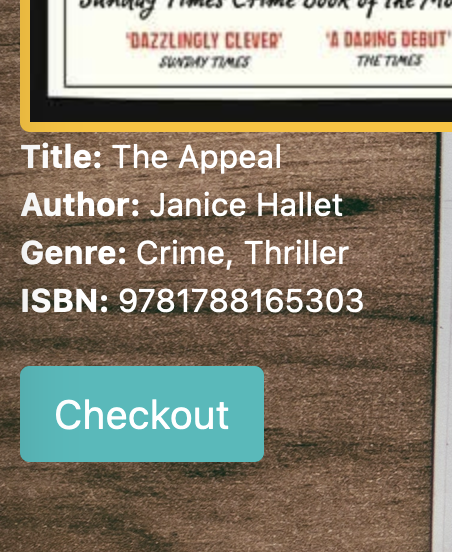 Sunday Times Crime Book of the Mo
'DAZZLINGLY CLEVER' 'A DARING DEBUT'
SUNDAY TIMES THE TIMES
Title: The Appeal
Author: Janice Hallet
Genre: Crime, Thriller
ISBN: 9781788165303
Checkout